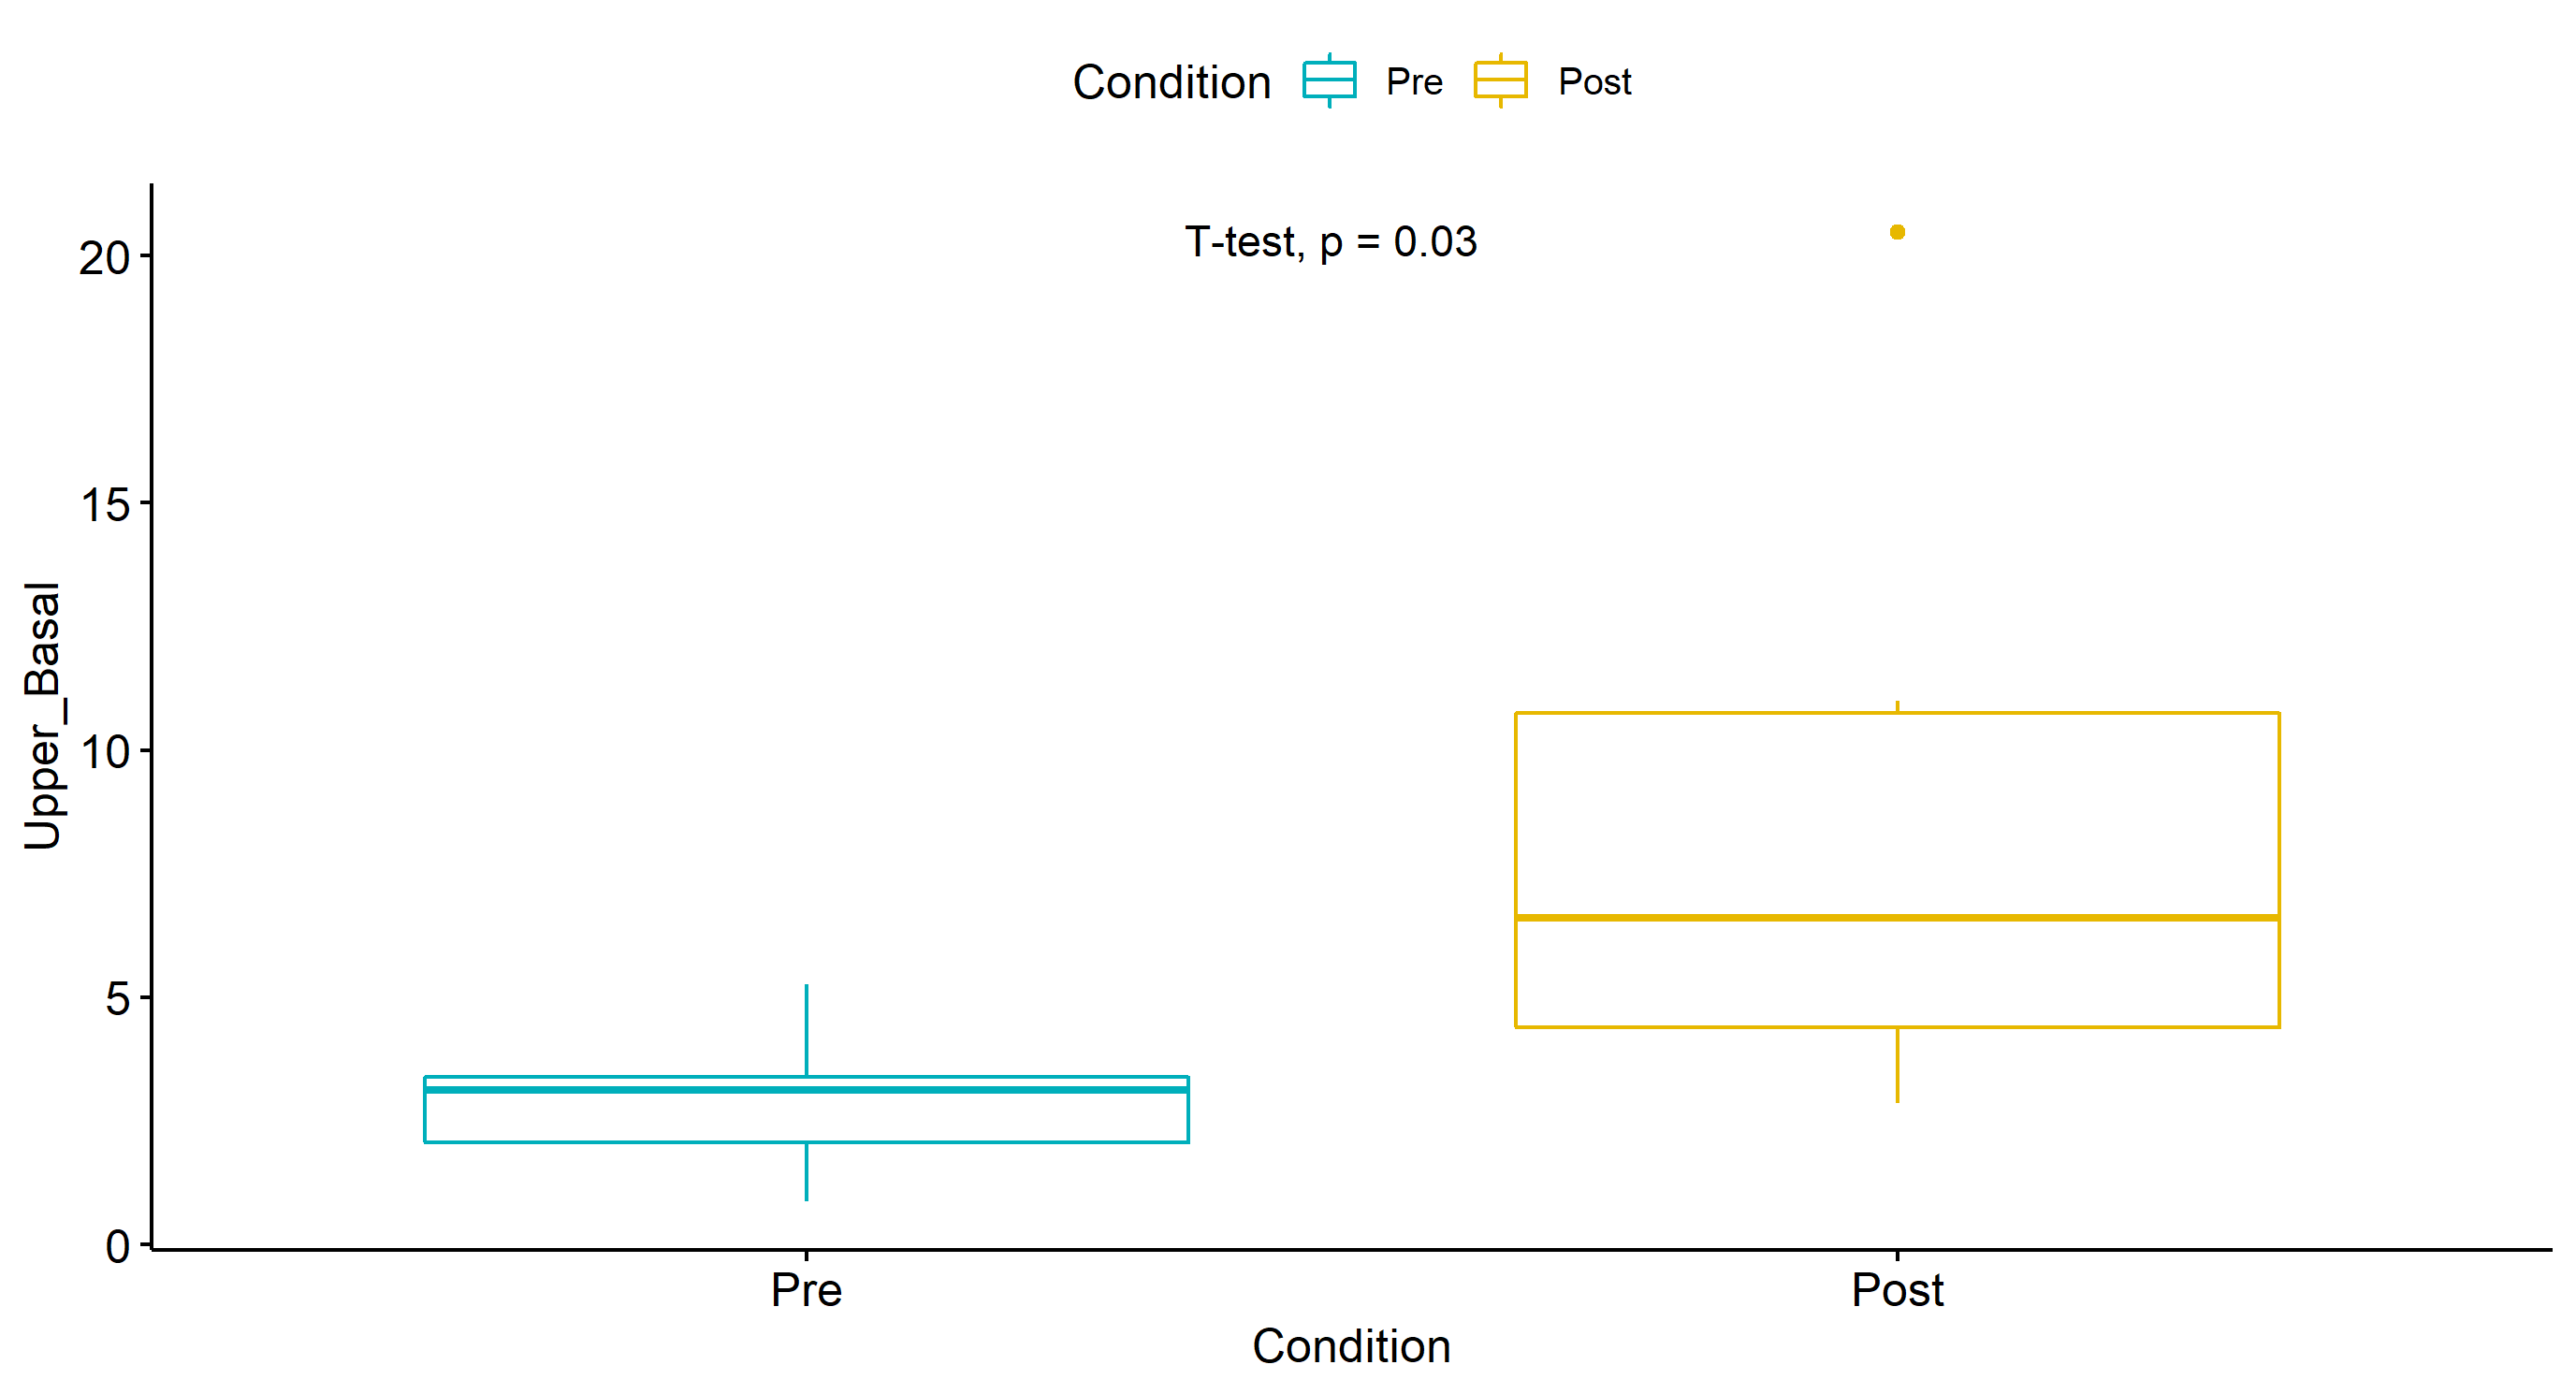 Condition Pre Post
T-test, p = 0.03
20
15
10
5
0
Upper_Basal
Pre Post
Condition